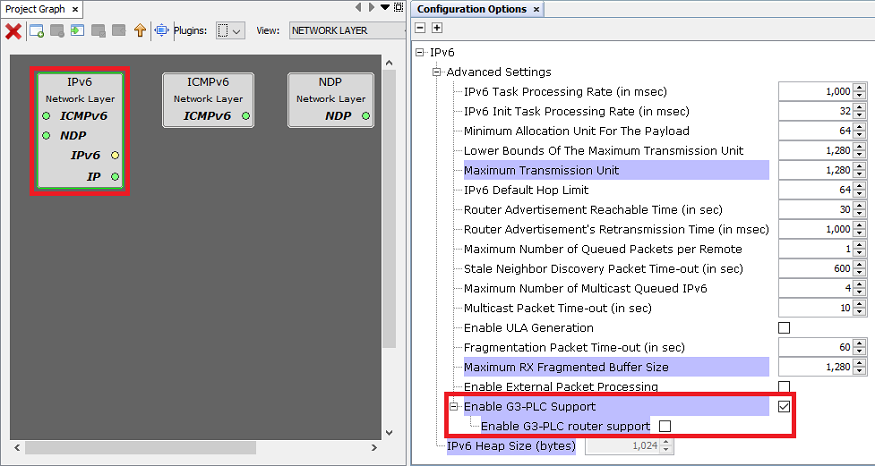 Project Graph
Plugins:
View:
NETWORK LAYER
IPv6
Network Layer
ICMPv6
NDP
IPv6
IP
ICMPv6
Network Layer
ICMPv6
NDP
Network Layer
NDP
Configuration Options
IPv6
Advanced Settings
IPv6 Task Processing Rate (in msec) 1,000
IPv6 Init Task Processing Rate (in msec) 32
Minimum Allocation Unit For The Payload 64
Lower Bounds Of The Maximum Transmission Unit 1,280
Maximum Transmission Unit 1,280
IPv6 Default Hop Limit 64
Router Advertisement Reachable Time (in sec) 30
Router Advertisement's Retransmission Time (in msec) 1,000
Maximum Number of Queued Packets per Remote 1
Stale Neighbor Discovery Packet Time-out (in sec) 600
Maximum Number of Multicast Queued IPv6 4
Multicast Packet Time-out (in sec) 10
Enable ULA Generation
Fragmentation Packet Time-out (in sec) 60
Maximum RX Fragmented Buffer Size 1,280
Enable External Packet Processing
Enable G3-PLC Support
Enable G3-PLC router support
IPv6 Heap Size (bytes) 1,024